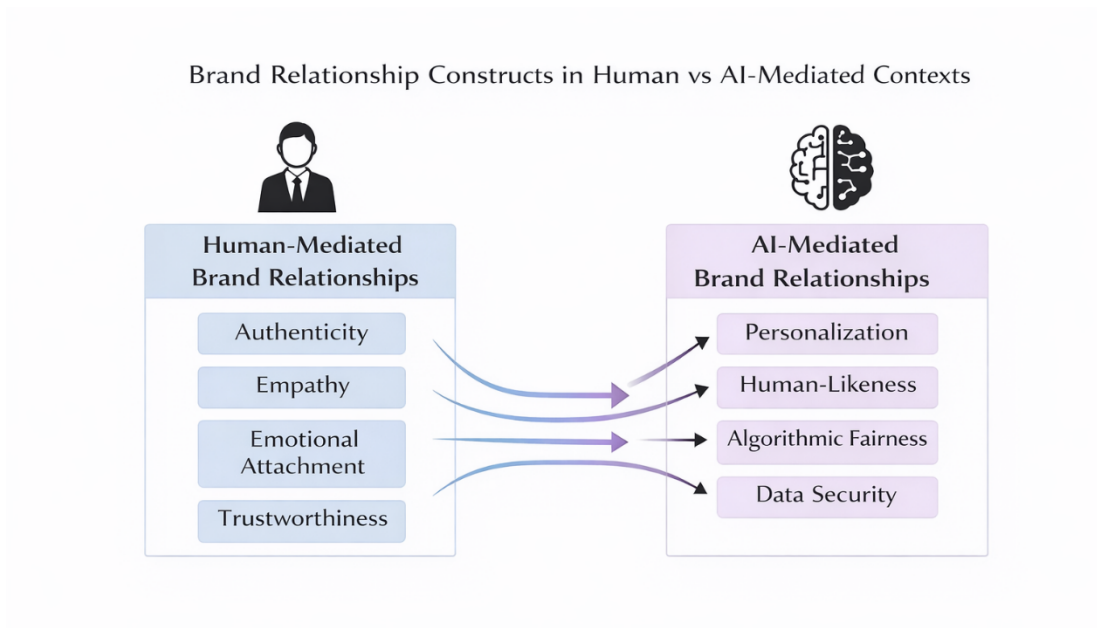 Brand Relationship Constructs in Human vs AI-Mediated Contexts
Human-Mediated
Brand Relationships
Authenticity
Empathy
Emotional
Attachment
Trustworthiness
AI-Mediated
Brand Relationships
Personalization
Human-Likeness
Algorithmic Fairness
Data Security